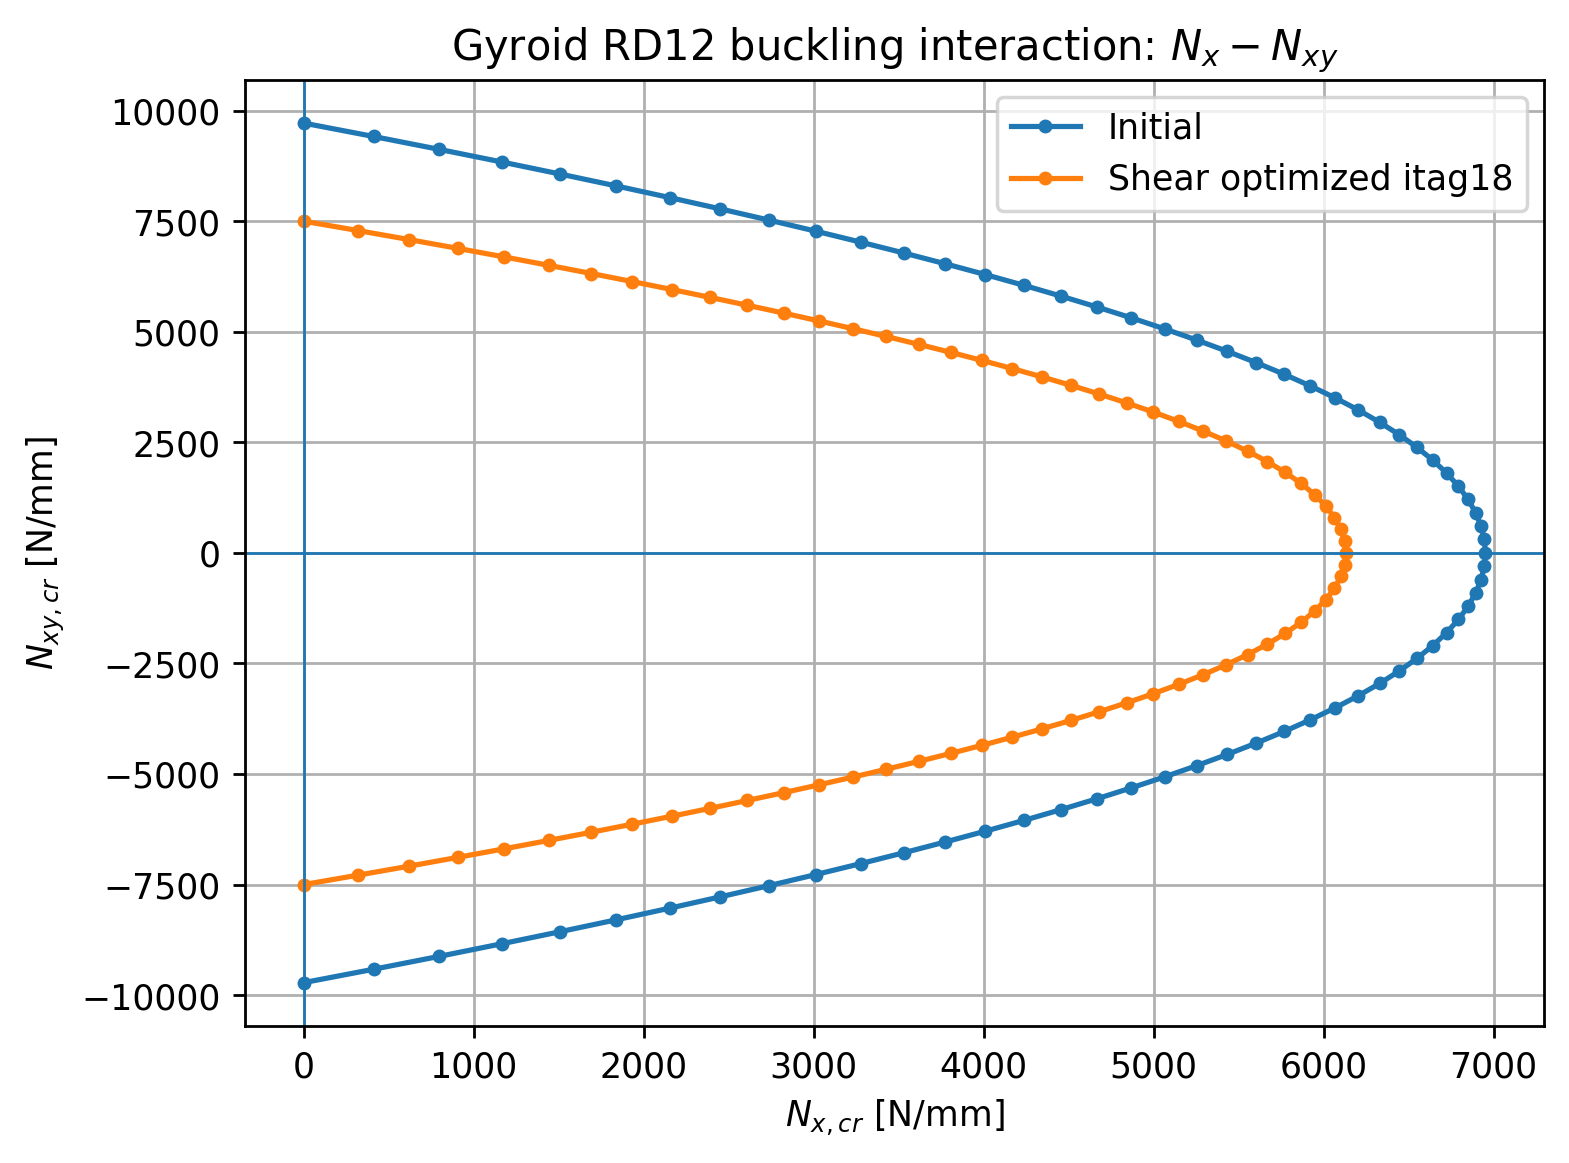 Gyroid RD12 buckling interaction: $N_x - N_{xy}$
Initial
Shear optimized itag18
10000
7500
5000
2500
0
−2500
−5000
−7500
−10000
$N_{xy,cr}$ [N/mm]
0 1000 2000 3000 4000 5000 6000 7000
$N_{x,cr}$ [N/mm]